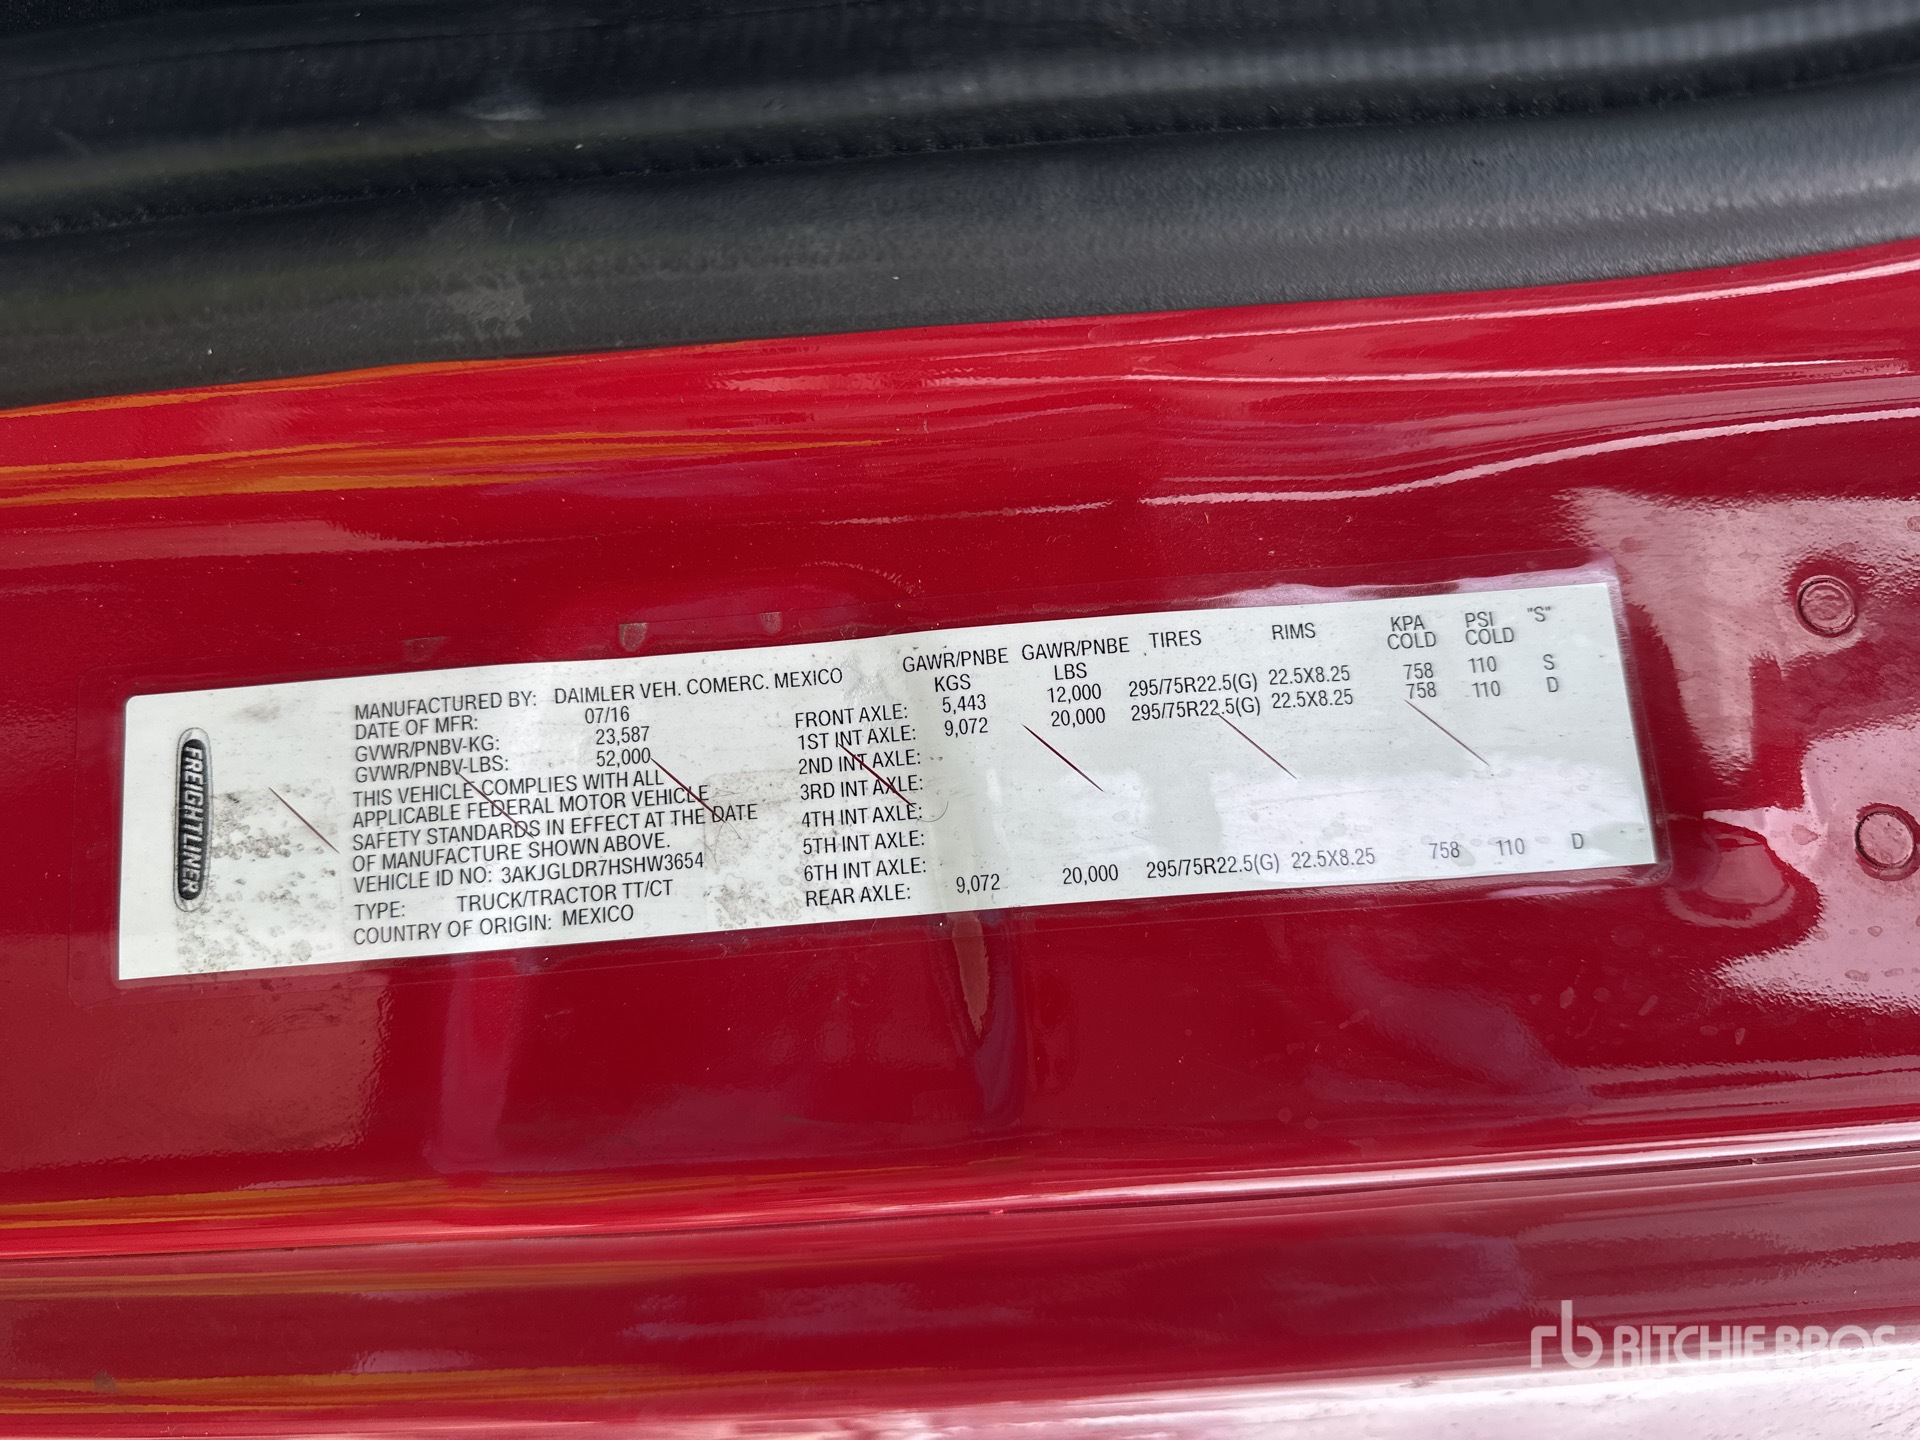 FREIGHTLINER
MANUFACTURED BY: DAIMLER VEH. COMERC. MEXICO
DATE OF MFR: 07/16
GVWR/PNBV-KG: 23,587
GVWR/PNBV-LBS: 52,000
THIS VEHICLE COMPLIES WITH ALL
APPLICABLE FEDERAL MOTOR VEHICLE
SAFETY STANDARDS IN EFFECT AT THE DATE
OF MANUFACTURE SHOWN ABOVE.
VEHICLE ID NO: 3AKJGLDR7HSHW3654
TYPE: TRUCK/TRACTOR TT/CT
COUNTRY OF ORIGIN: MEXICO
GAWR/PNBE GAWR/PNBE TIRES RIMS KPA PSI "S"
KGS LBS COLD COLD
FRONT AXLE: 5,443 12,000 295/75R22.5(G) 22.5X8.25 758 110 S
1ST INT AXLE: 9,072 20,000 295/75R22.5(G) 22.5X8.25 758 110 D
2ND INT AXLE:
3RD INT AXLE:
4TH INT AXLE:
5TH INT AXLE:
6TH INT AXLE:
REAR AXLE: 9,072 20,000 295/75R22.5(G) 22.5X8.25 758 110 D
rb RITCHIE BROS